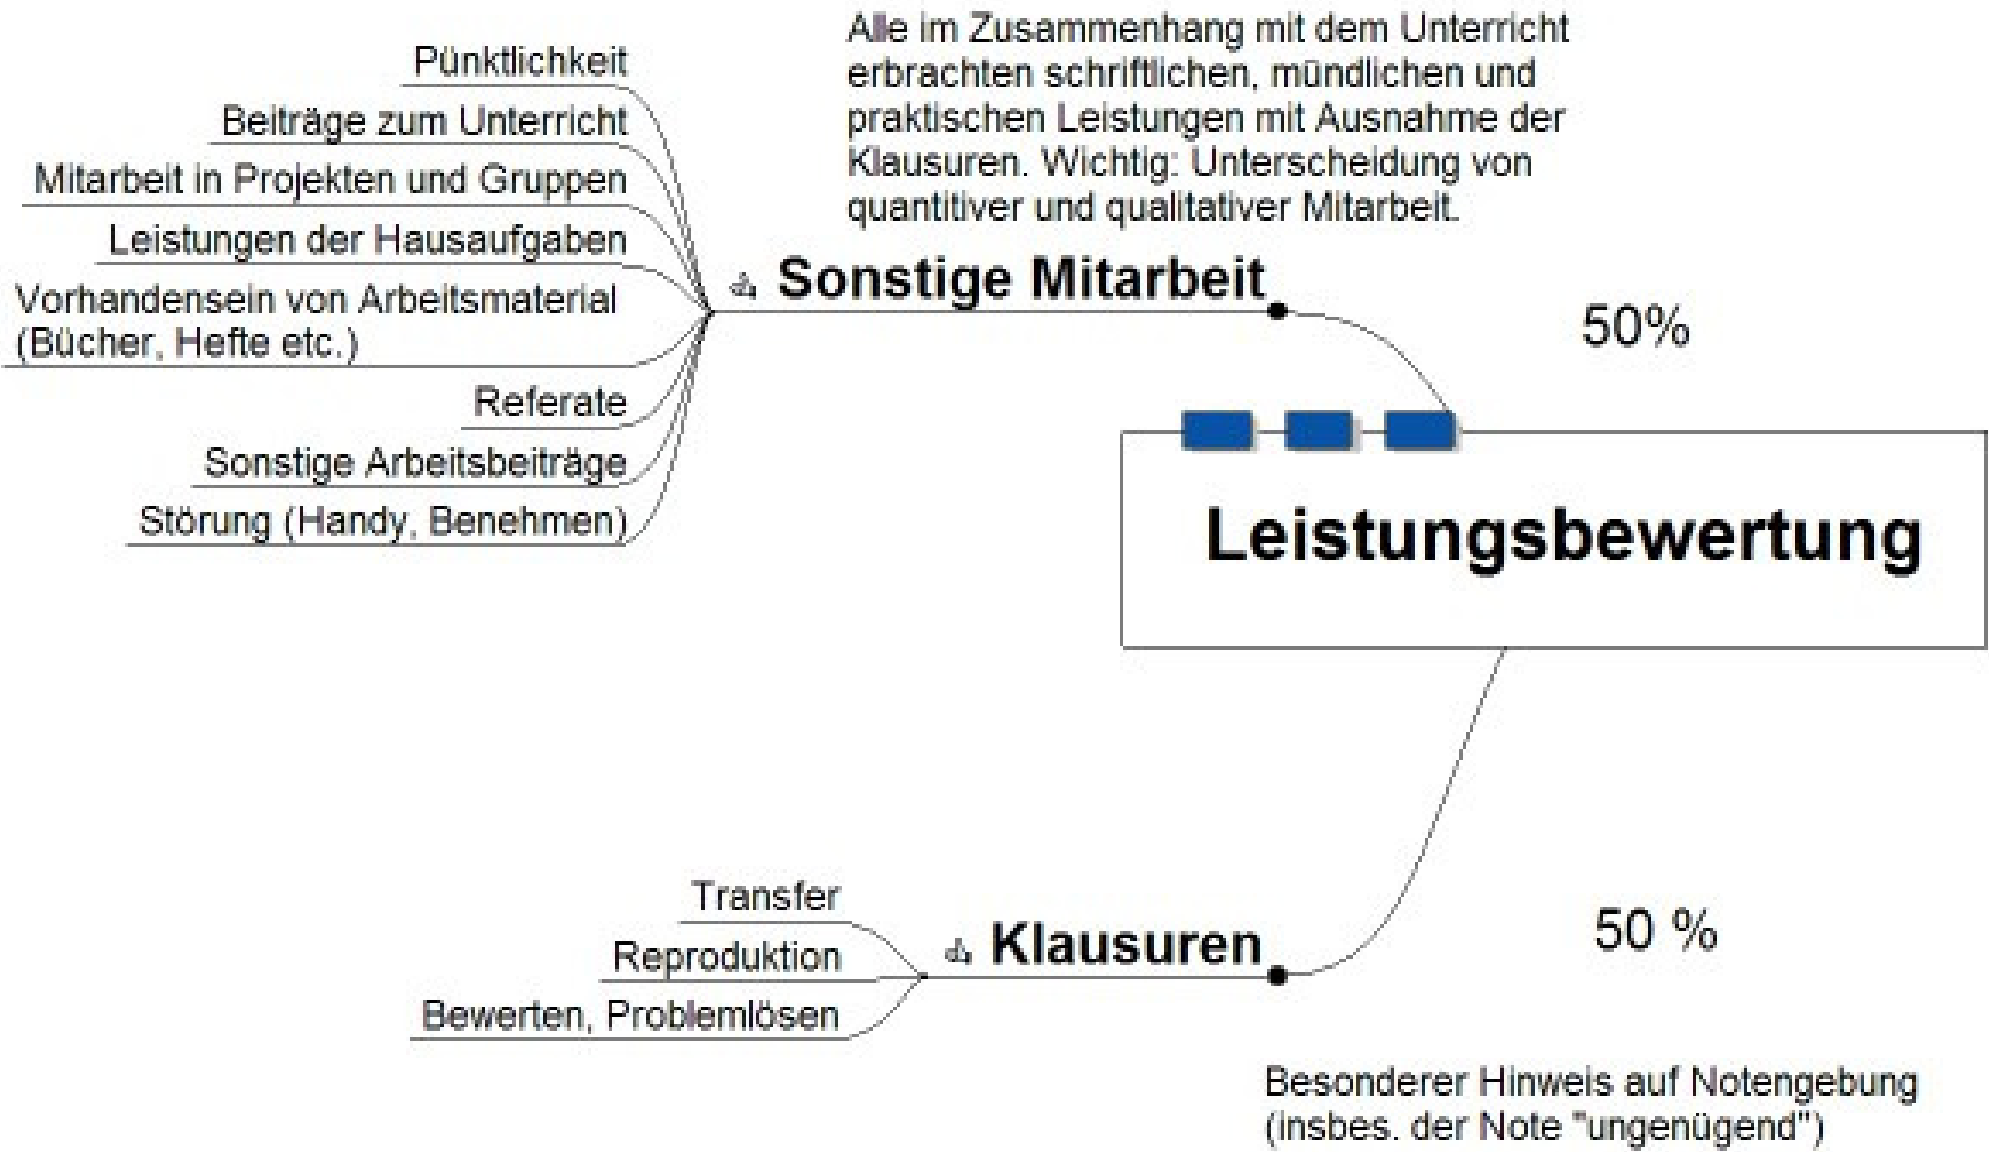 Pünktlichkeit
Beiträge zum Unterricht
Mitarbeit in Projekten und Gruppen
Leistungen der Hausaufgaben
Vorhandensein von Arbeitsmaterial
(Bücher, Hefte etc.)
Referate
Sonstige Arbeitsbeiträge
Störung (Handy, Benehmen)
Alle im Zusammenhang mit dem Unterricht
erbrachten schriftlichen, mündlichen und
praktischen Leistungen mit Ausnahme der
Klausuren. Wichtig: Unterscheidung von
quantitiver und qualitativer Mitarbeit.
Sonstige Mitarbeit
50%
Leistungsbewertung
Transfer
Reproduktion
Bewerten, Problemlösen
Klausuren
50 %
Besonderer Hinweis auf Notengebung
(insbes. der Note "ungenügend")